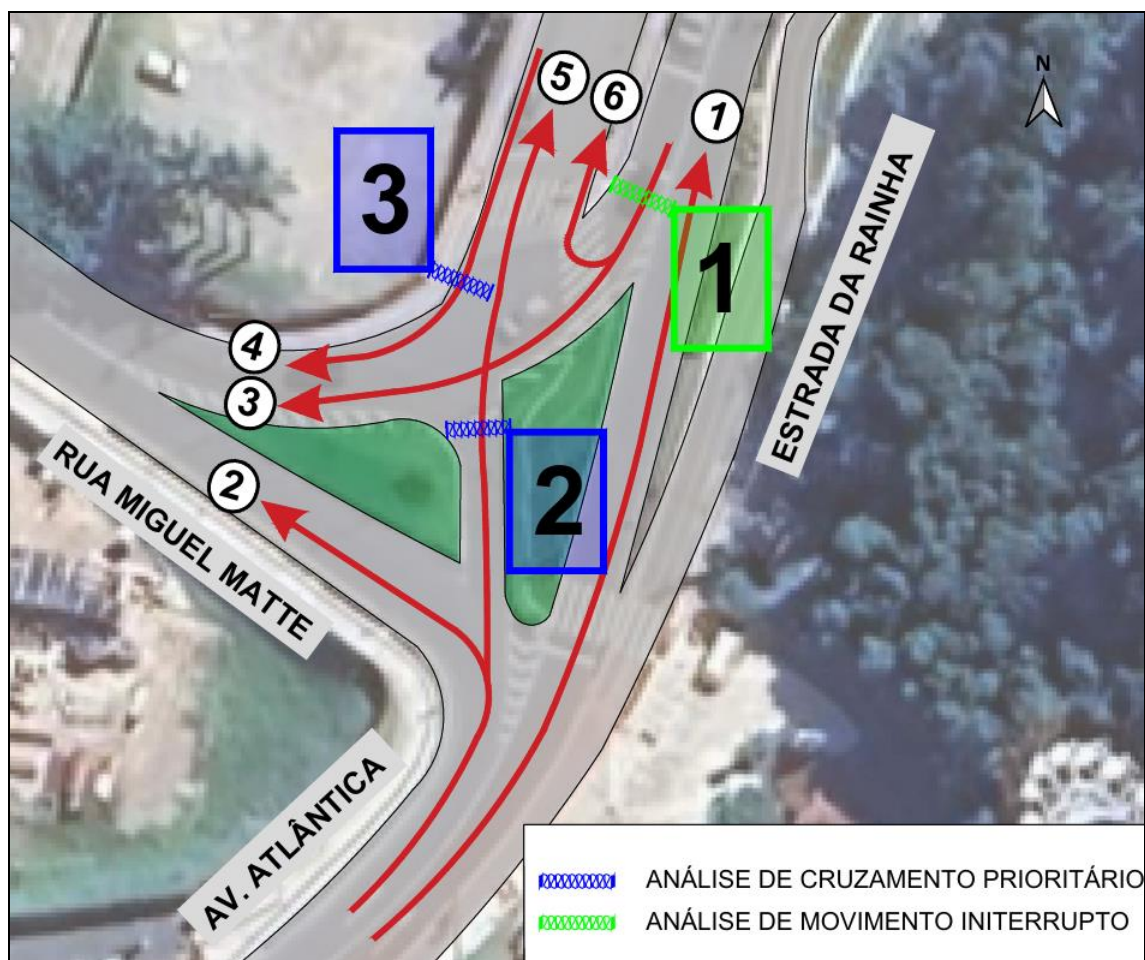 5
6
1
N
3
1
ESTRADA DA RAINHA
4
3
2
2
RUA MIGUEL MATTE
AV. ATLÂNTICA
ANÁLISE DE CRUZAMENTO PRIORITÁRIO
ANÁLISE DE MOVIMENTO INITERRUPTO